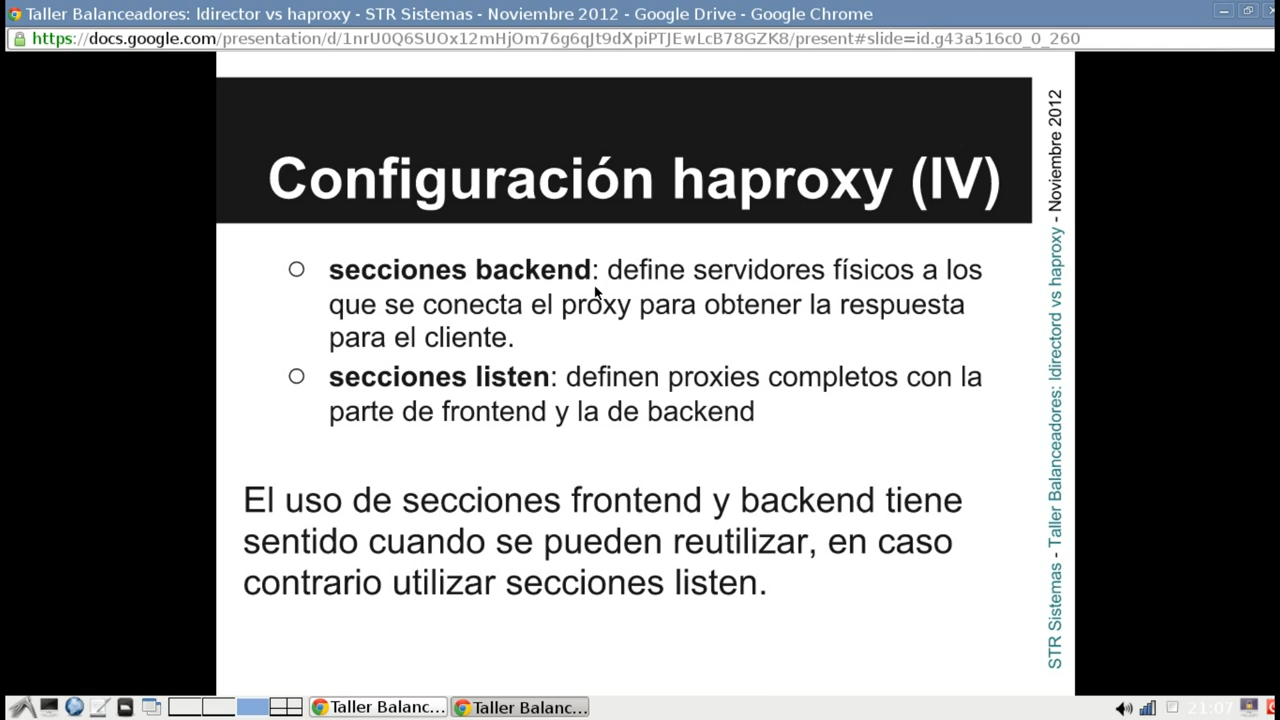 Taller Balanceadores: ldirector vs haproxy - STR Sistemas - Noviembre 2012 - Google Drive - Google Chrome
https://docs.google.com/presentation/d/1nrU0Q6SUOx12mHjOm76g6qJt9dXpiPTJEwLcB78GZK8/present#slide=id.g43a516c0_0_260
Configuración haproxy (IV)
secciones backend: define servidores físicos a los
que se conecta el proxy para obtener la respuesta
para el cliente.
secciones listen: definen proxies completos con la
parte de frontend y la de backend
El uso de secciones frontend y backend tiene
sentido cuando se pueden reutilizar, en caso
contrario utilizar secciones listen.
STR Sistemas - Taller Balanceadores: ldirectord vs haproxy - Noviembre 2012
Taller Balanc...
Taller Balanc...
21:07